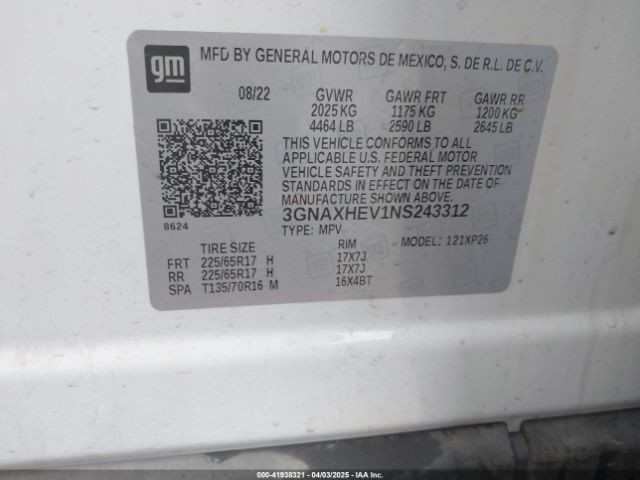 gm
MFD BY GENERAL MOTORS DE MEXICO, S. DE R.L. DE C.V.
08/22 GVWR GAWR FRT GAWR RR
2025 KG 1175 KG 1200 KG
4464 LB 2590 LB 2645 LB
THIS VEHICLE CONFORMS TO ALL
APPLICABLE U.S. FEDERAL MOTOR
VEHICLE SAFETY AND THEFT PREVENTION
STANDARDS IN EFFECT ON THE DATE OF
MANUFACTURE SHOWN ABOVE.
8624
3GNAXHEV1NS243312
TYPE: MPV MODEL: 121XP26
TIRE SIZE RIM
FRT 225/65R17 H 17X7J
RR 225/65R17 H 17X7J
SPA T135/70R16 M 16X4BT
000-41938321 - 04/03/2025 - IAA Inc.